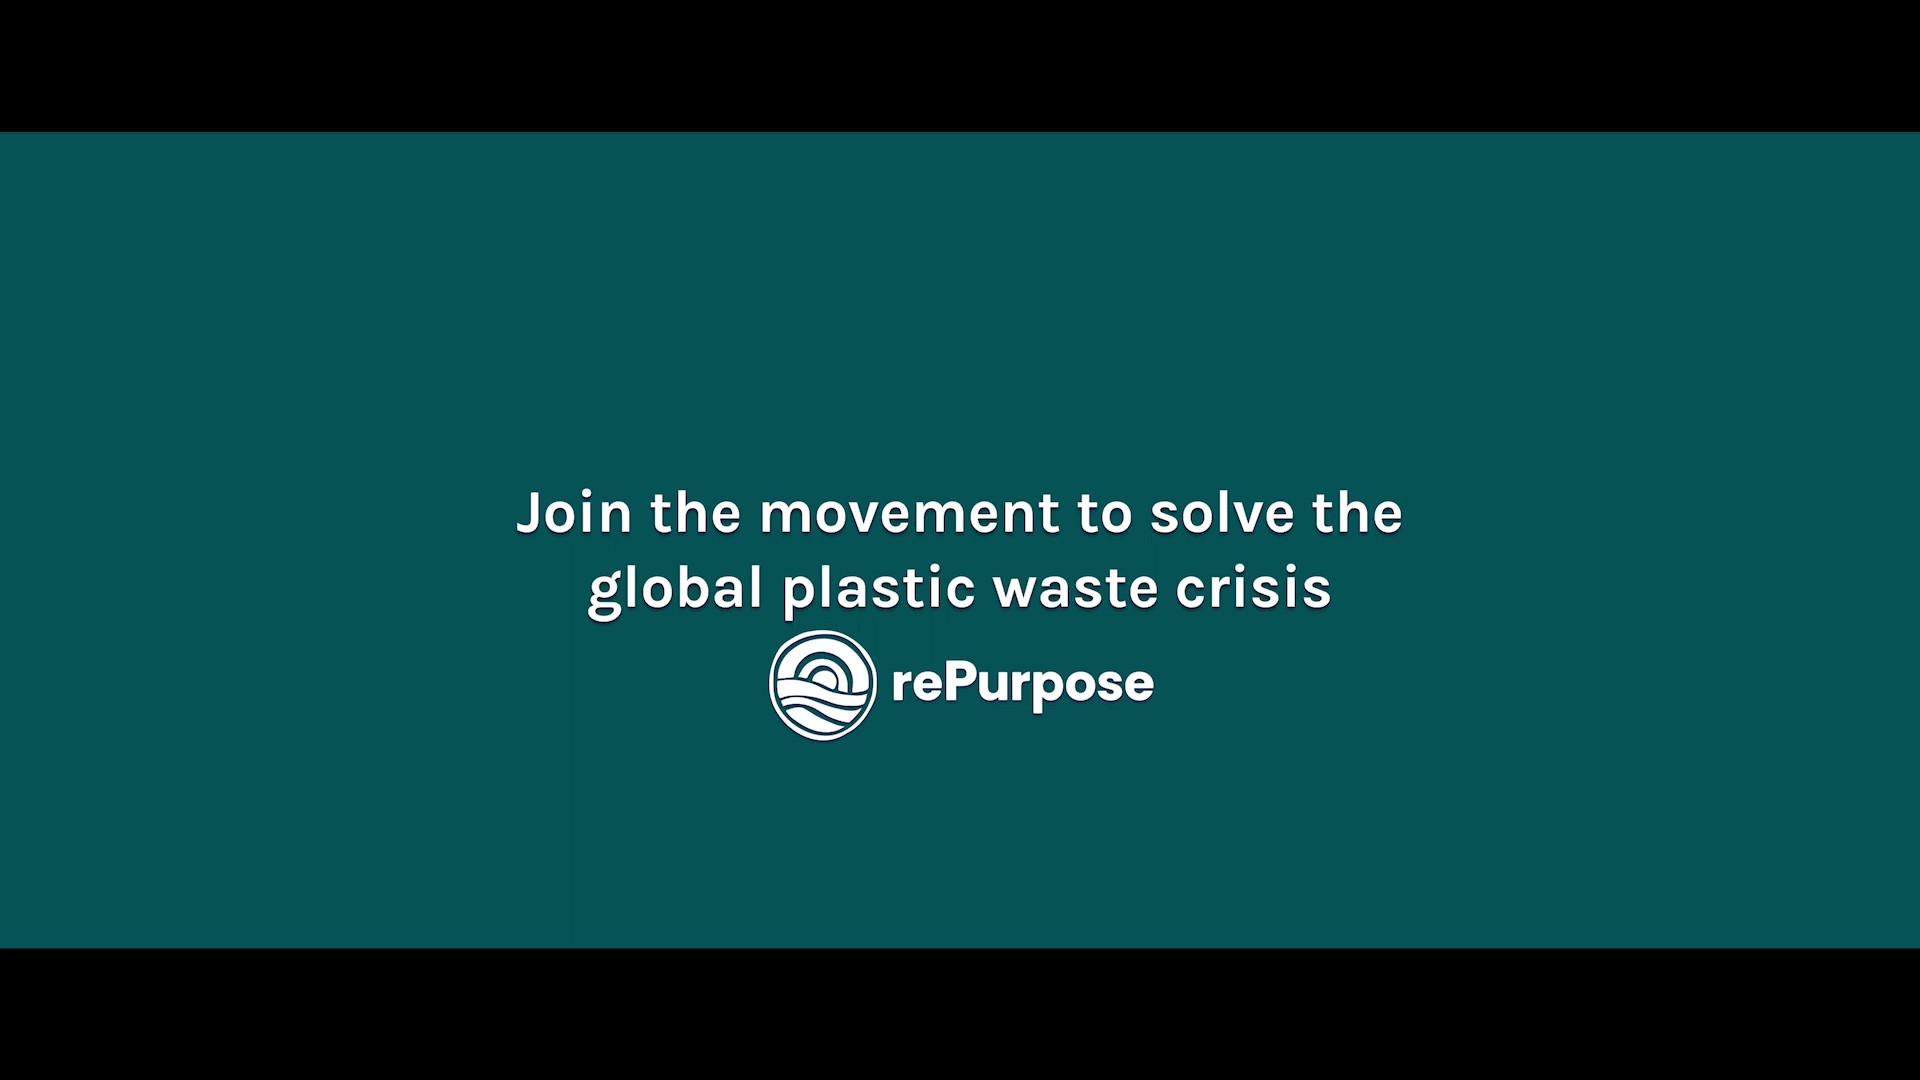 Join the movement to solve the
global plastic waste crisis
rePurpose